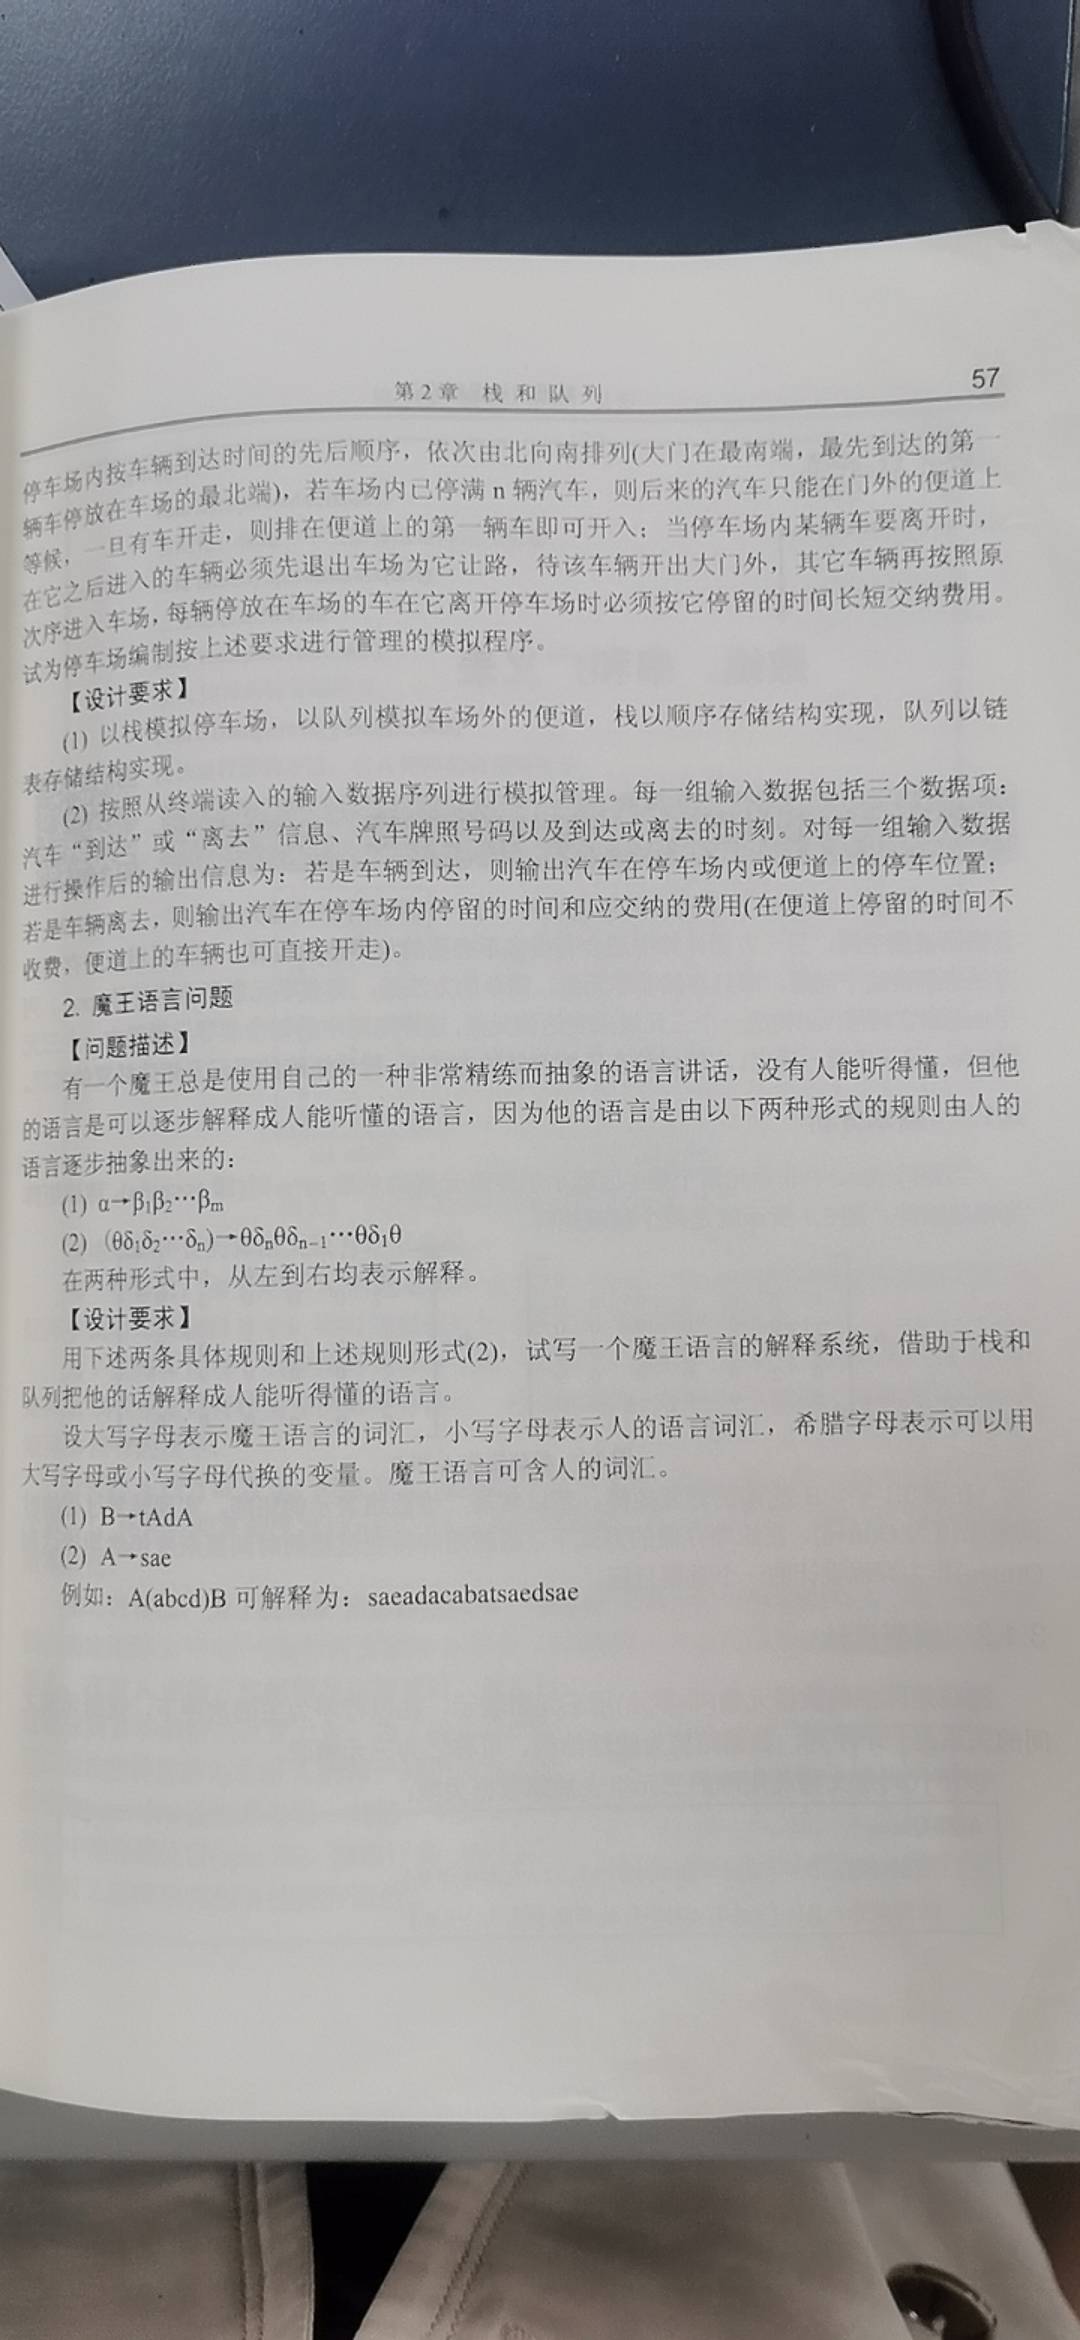 第2章 栈和队列
57
停车场内按车辆到达时间的先后顺序，依次由北向南排列(大门在最南端，最先到达的第一
辆车停放在车场的最北端)，若车场内已停满 n 辆汽车，则后来的汽车只能在门外的便道上
等候，一旦有车开走，则排在便道上的第一辆车即可开入；当停车场内某辆车要离开时，
在它之后进入的车辆必须先退出车场为它让路，待该车辆开出大门外，其它车辆再按照原
次序进入车场，每辆停放在车场的车在它离开停车场时必须按它停留的时间长短交纳费用。
试为停车场编制按上述要求进行管理的模拟程序。
【设计要求】
(1) 以栈模拟停车场，以队列模拟车场外的便道，栈以顺序存储结构实现，队列以链
表存储结构实现。
(2) 按照从终端读入的输入数据序列进行模拟管理。每一组输入数据包括三个数据项：
汽车“到达”或“离去”信息、汽车牌照号码以及到达或离去的时刻。对每一组输入数据
进行操作后的输出信息为：若是车辆到达，则输出汽车在停车场内或便道上的停车位置；
若是车辆离去，则输出汽车在停车场内停留的时间和应交纳的费用(在便道上停留的时间不
收费，便道上的车辆也可直接开走)。
2. 魔王语言问题
【问题描述】
有一个魔王总是使用自己的一种非常精练而抽象的语言讲话，没有人能听得懂，但他
的语言是可以逐步解释成人能听懂的语言，因为他的语言是由以下两种形式的规则由人的
语言逐步抽象出来的：
(1) α→β₁β₂⋯βₘ
(2) (θδ₁δ₂⋯δₙ)→θδₙθδₙ₋₁⋯θδ₁θ
在两种形式中，从左到右均表示解释。
【设计要求】
用下述两条具体规则和上述规则形式(2)，试写一个魔王语言的解释系统，借助于栈和
队列把他的话解释成人能听得懂的语言。
设大写字母表示魔王语言的词汇，小写字母表示人的语言词汇，希腊字母表示可以用
大写字母或小写字母代换的变量。魔王语言可含人的词汇。
(1) B→tAdA
(2) A→sae
例如：A(abcd)B 可解释为：saeadacabatsaedsae